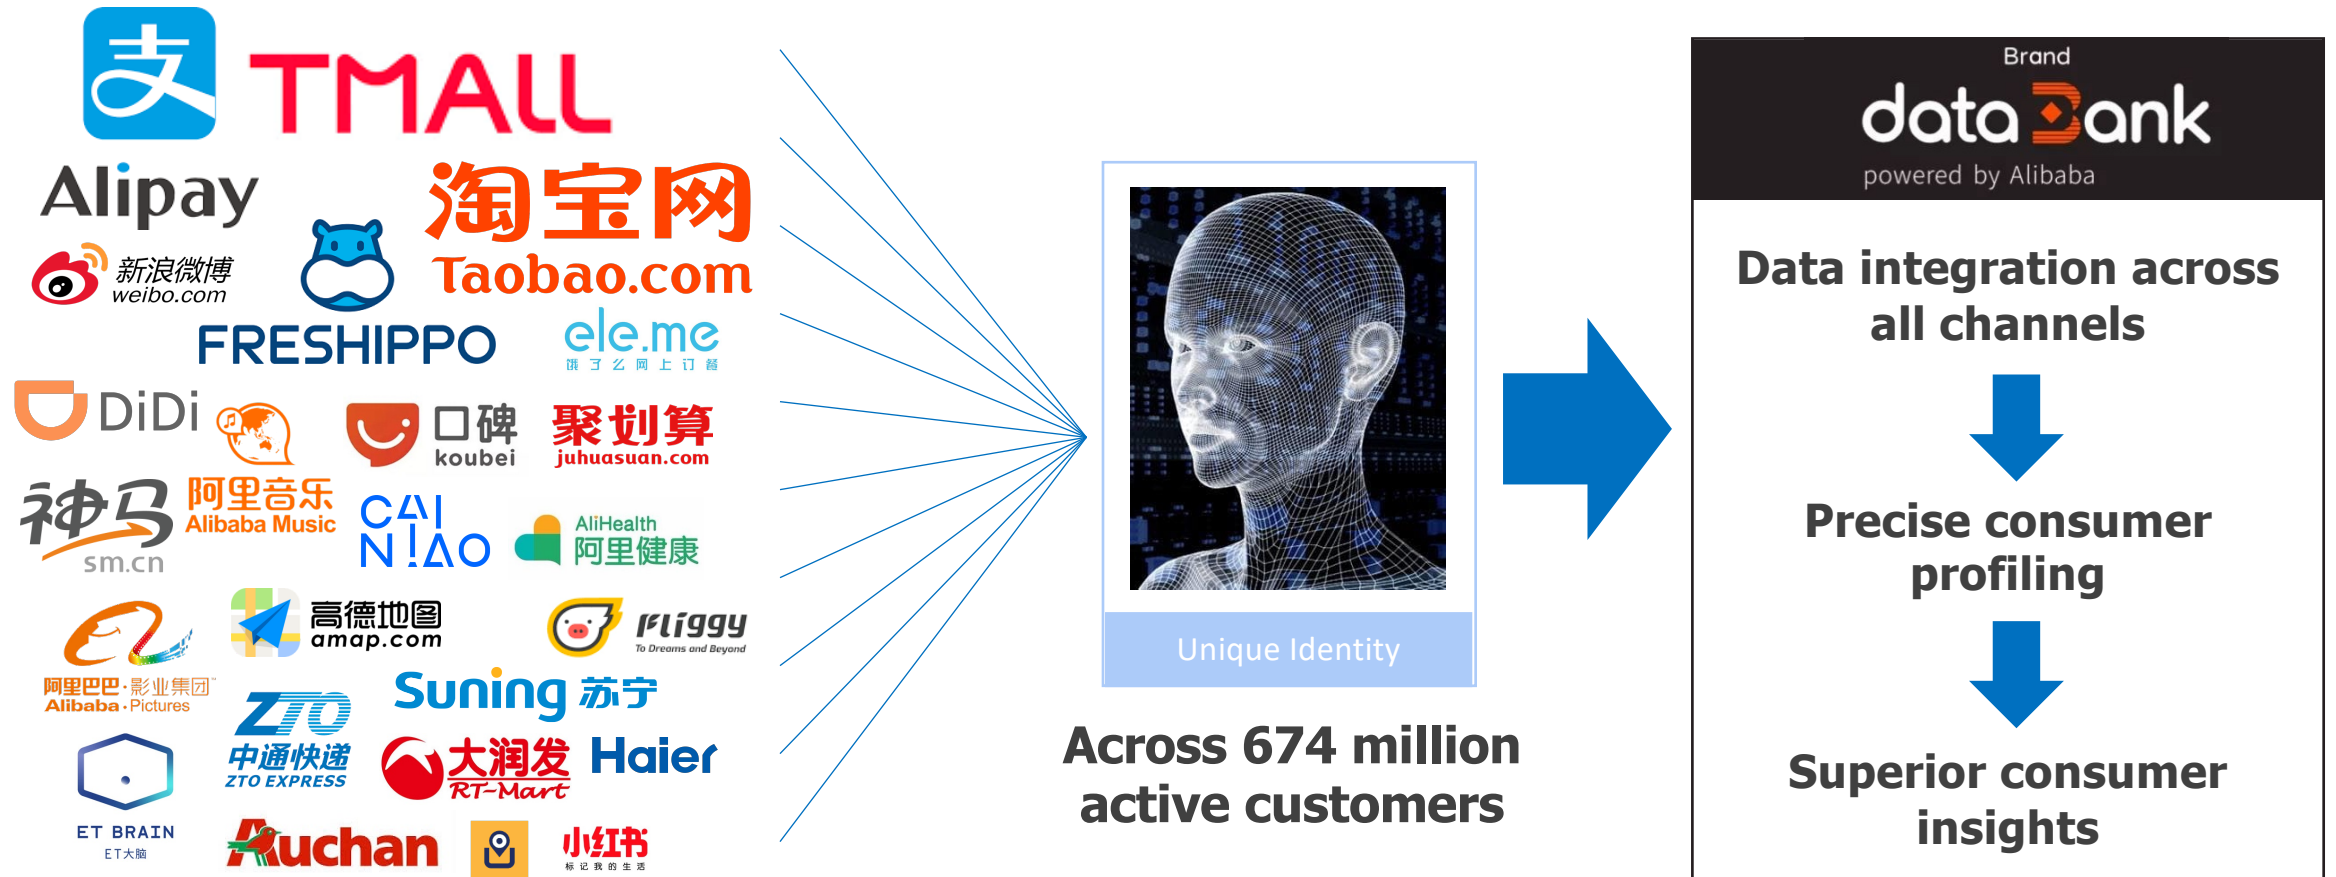 支
TMALL
Alipay
淘宝网
Taobao.com
新浪微博
weibo.com
FRESHIPPO
ele.me
饿了么网上订餐
DiDi
口碑
koubei
聚划算
juhuasuan.com
神马
sm.cn
阿里音乐
Alibaba Music
CAI
NIAO
AliHealth
阿里健康
高德地图
amap.com
Fliggy
To Dreams and Beyond
阿里巴巴·影业集团™
Alibaba·Pictures
Suning 苏宁
ZTO
中通快递
ZTO EXPRESS
大润发
RT-Mart
Haier
ET BRAIN
ET大脑
Auchan
小红书
标记我的生活
Unique Identity
Across 674 million
active customers
Brand
dataBank
powered by Alibaba
Data integration across
all channels
Precise consumer
profiling
Superior consumer
insights